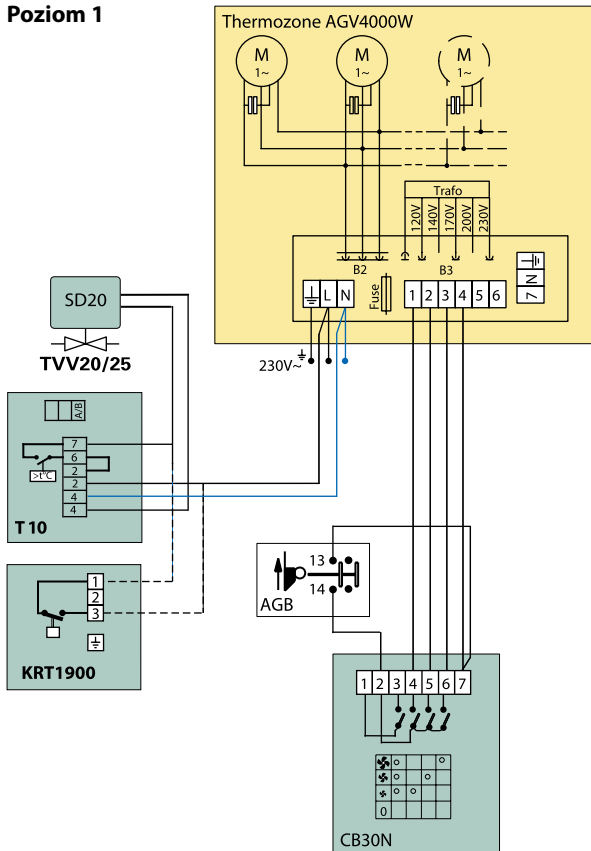 Poziom 1
Thermozone AGV4000W
M M M
1~ 1~ 1~
Trafo
120V 140V 170V 200V 230V
B2 B3
L N Fuse 1 2 3 4 5 6 7 N
230V~
SD20
TVV20/25
A/B
7
6
2
2
4
4
>t°C
T 10
1
2
3
KRT1900
13
14
AGB
1 2 3 4 5 6 7
0
CB30N